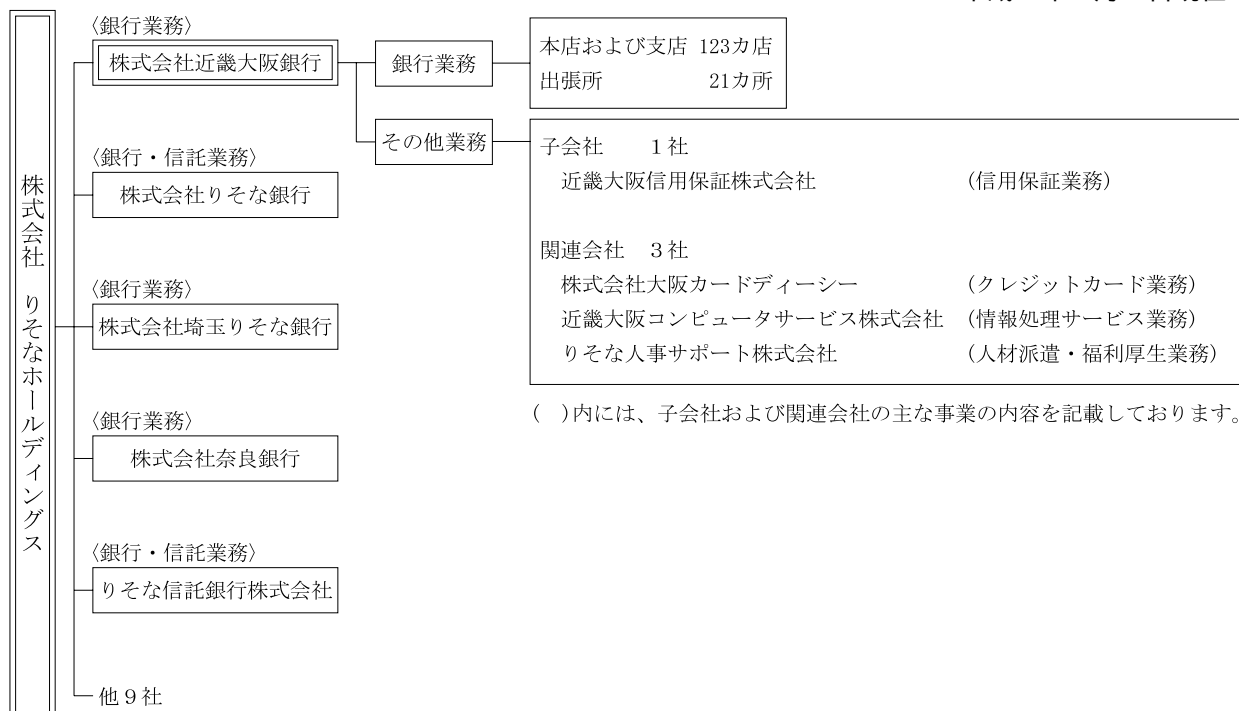 株式会社 りそなホールディングス
〈銀行業務〉
株式会社近畿大阪銀行
銀行業務
本店および支店 123カ店
出張所 21カ所
その他業務
子会社 1社
近畿大阪信用保証株式会社 (信用保証業務)
関連会社 3社
株式会社大阪カードディーシー (クレジットカード業務)
近畿大阪コンピュータサービス株式会社 (情報処理サービス業務)
りそな人事サポート株式会社 (人材派遣・福利厚生業務)
( )内には、子会社および関連会社の主な事業の内容を記載しております。
〈銀行・信託業務〉
株式会社りそな銀行
〈銀行業務〉
株式会社埼玉りそな銀行
〈銀行業務〉
株式会社奈良銀行
〈銀行・信託業務〉
りそな信託銀行株式会社
他9社